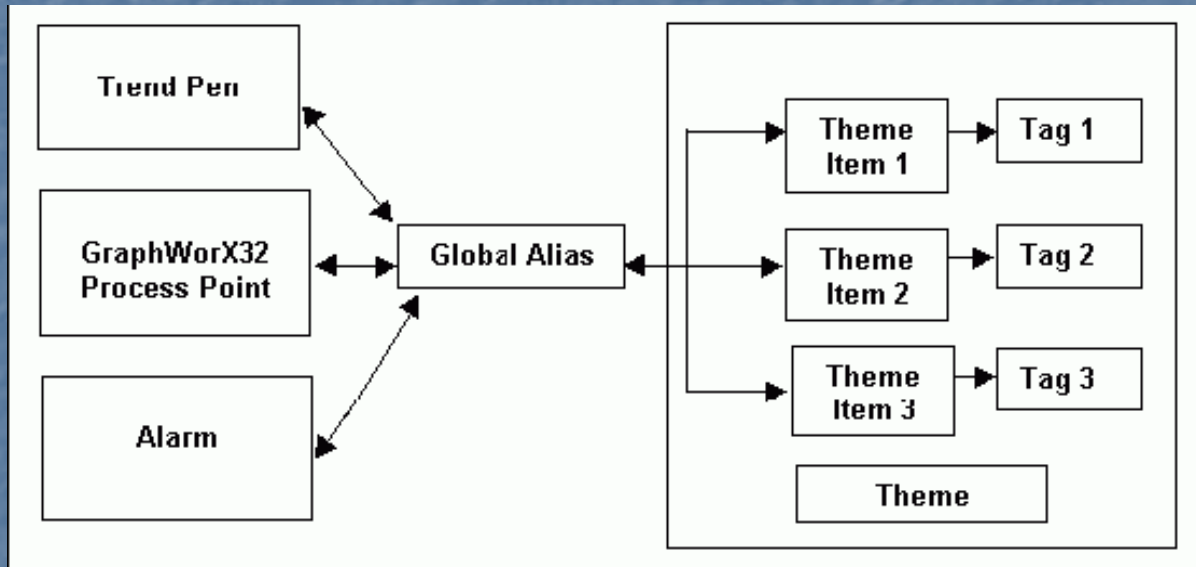 Trend Pen
GraphWorX32
Process Point
Alarm
Global Alias
Theme
Item 1
Tag 1
Theme
Item 2
Tag 2
Theme
Item 3
Tag 3
Theme